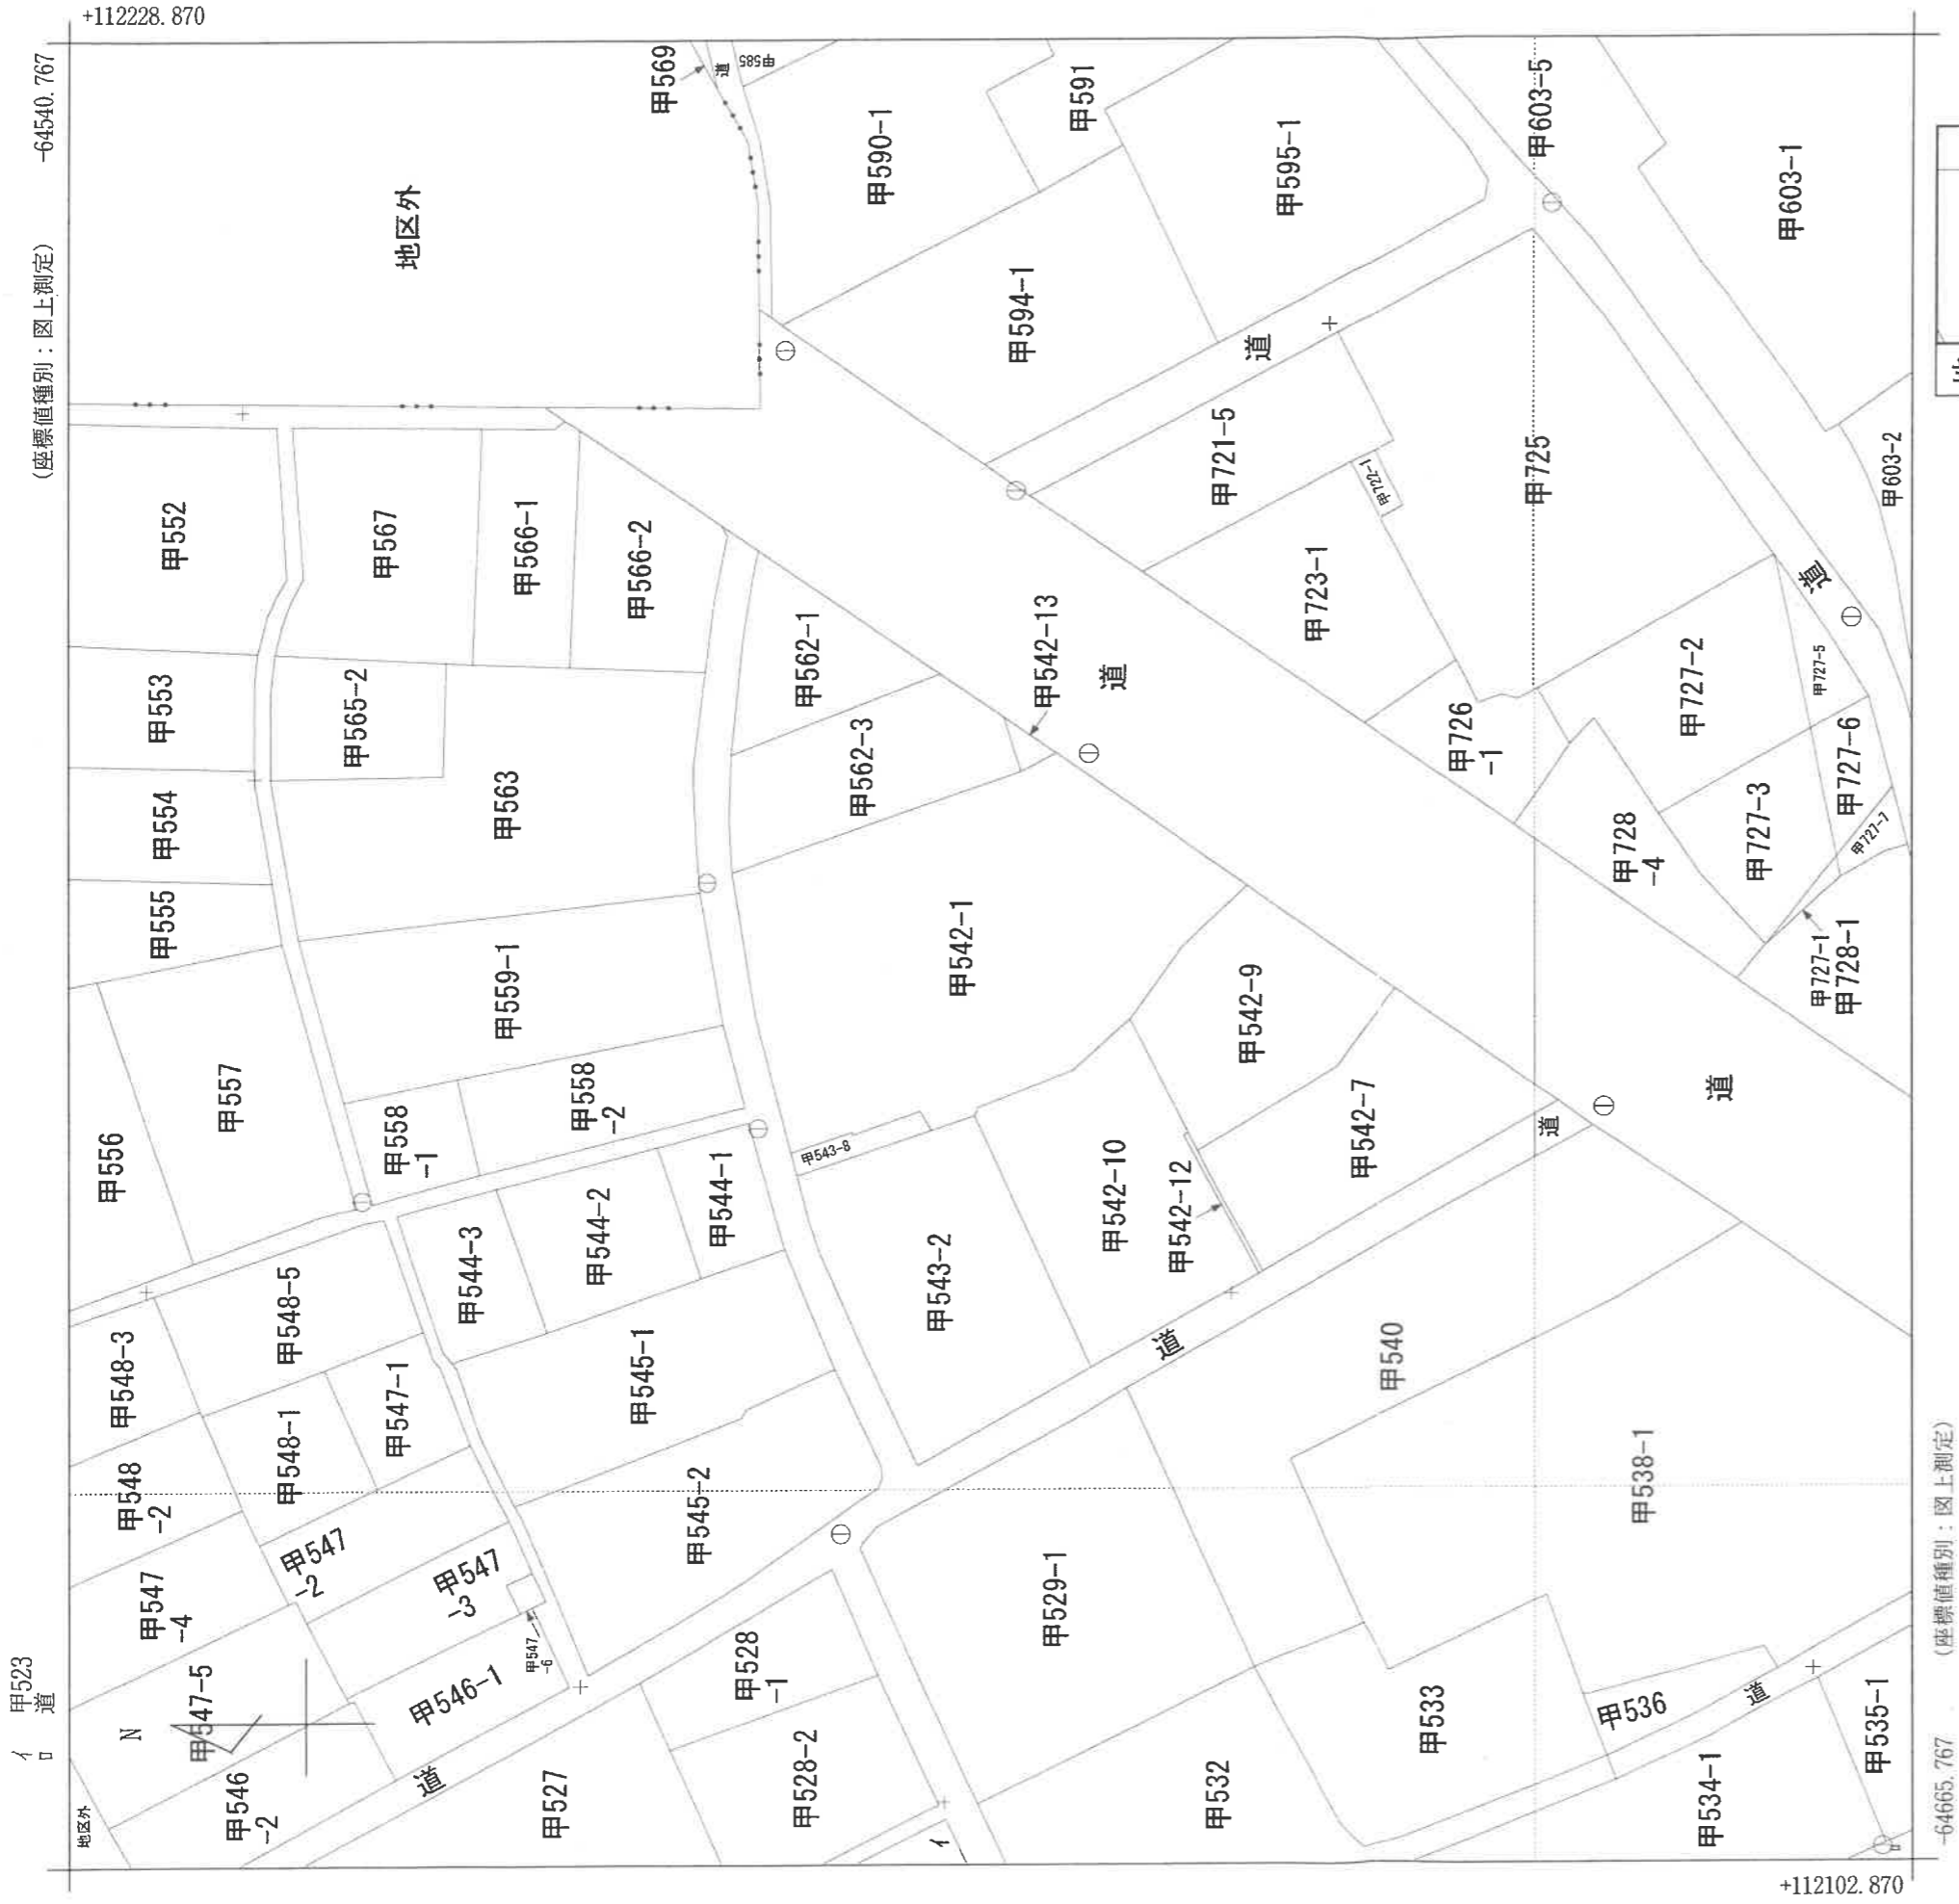 +112228.870
-64540.767
(座標値種別：図上測定)
イ 甲523
ロ 道
地区外
甲569
道
甲585
甲590-1
甲591
甲595-1
甲603-5
甲603-1
甲594-1
道
甲552
甲567
甲566-1
甲566-2
甲721-5
甲722-1
甲725
甲603-2
甲553
甲565-2
甲562-1
甲542-13
道
甲723-1
道
甲554
甲563
甲562-3
甲726
-1
甲727-2
甲727-5
甲555
甲559-1
甲542-1
甲728
-4
甲727-3
甲727-6
甲727-7
甲727-1
甲728-1
甲556
甲557
甲558
-1
甲558
-2
甲542-9
甲542-7
道
道
甲543-8
甲544-3
甲544-2
甲544-1
甲543-2
甲542-10
甲542-12
道
甲548-3
甲548-5
甲547-1
甲545-1
甲540
甲548
-2
甲548-1
甲545-2
甲538-1
甲547
-4
甲547
-2
甲547
-3
甲547
-6
甲529-1
甲547-5
N
甲546-1
甲528
-1
甲533
甲536
道
甲535-1
地区外
甲546
-2
道
甲527
甲528-2
イ
甲532
甲534-1
ロ
(座標値種別：図上測定)
-64665.767
+112102.870